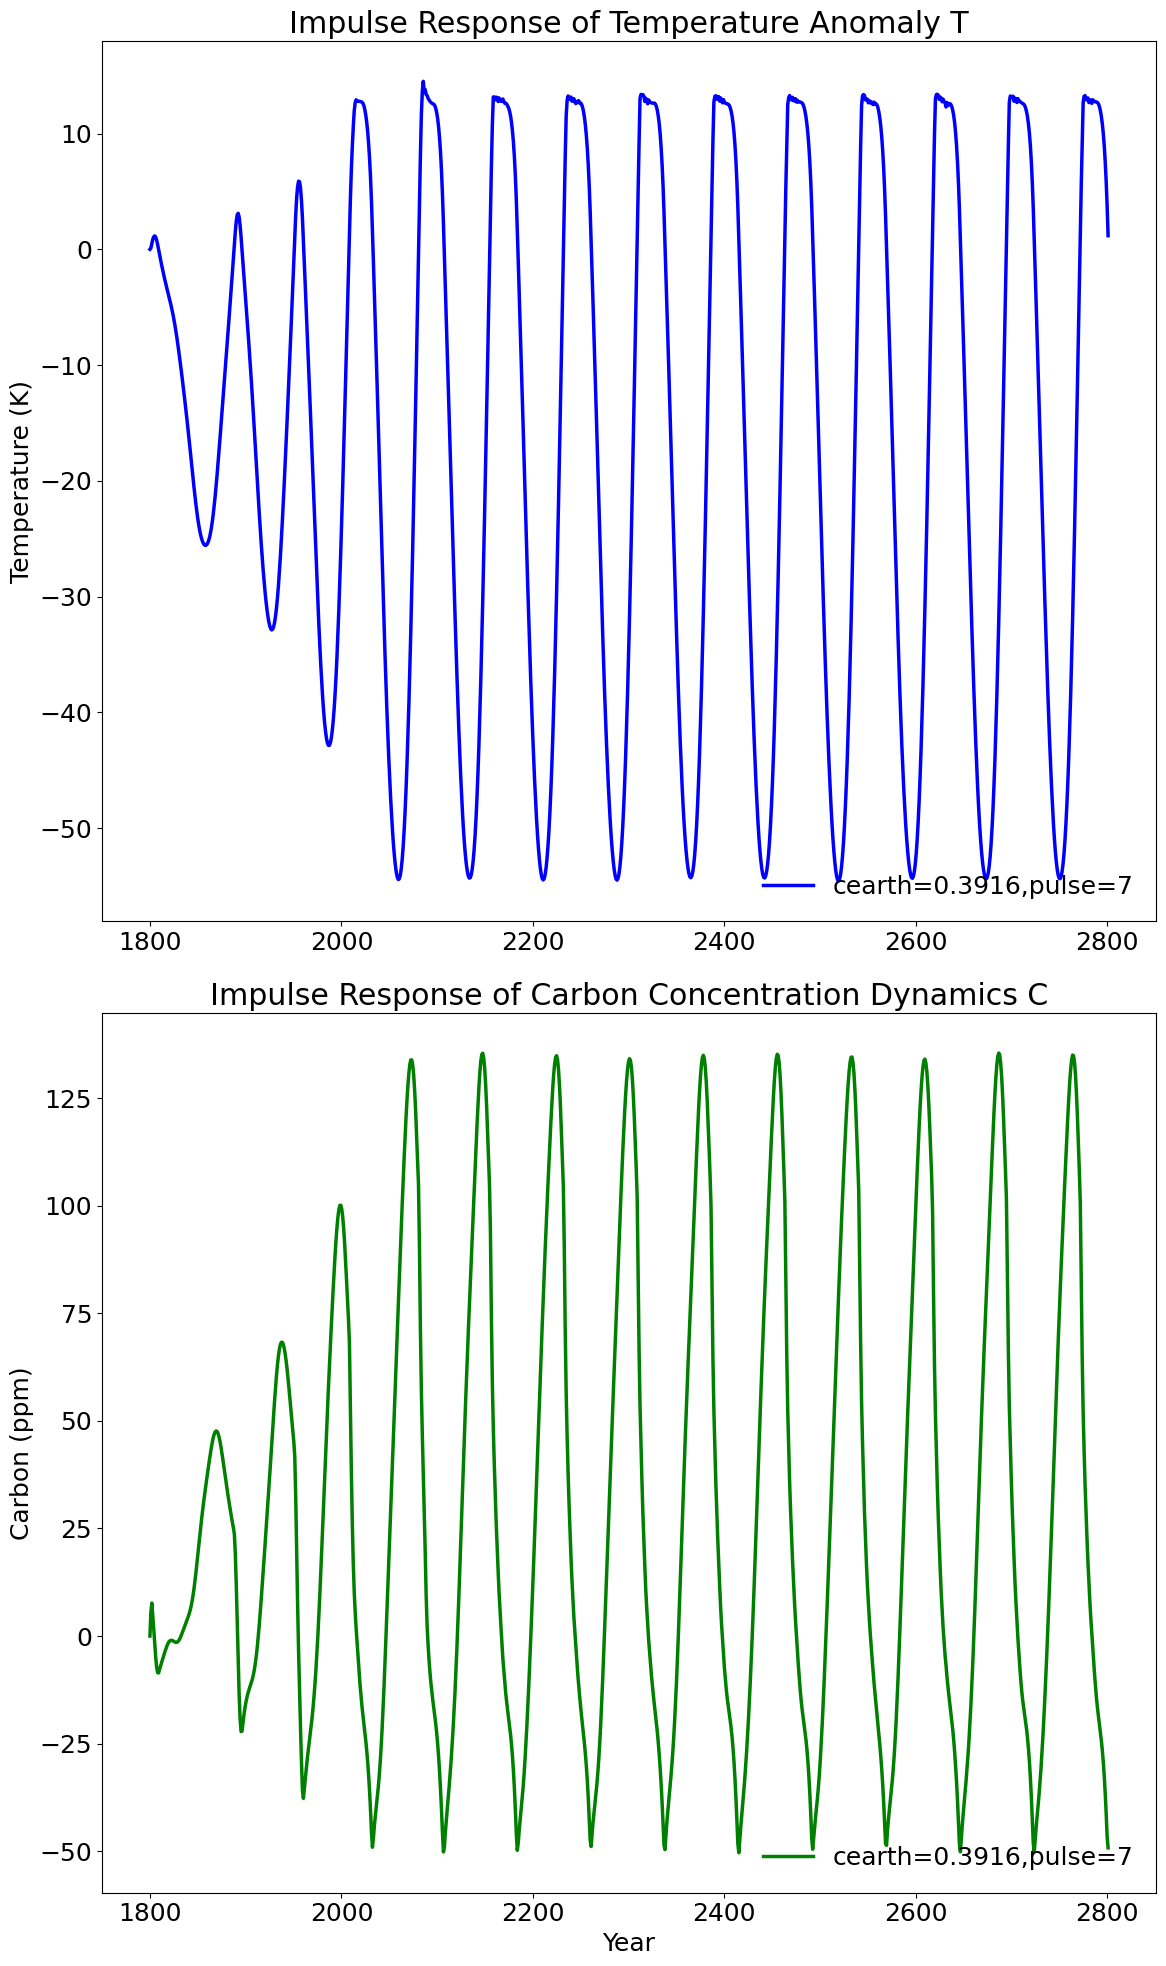 Impulse Response of Temperature Anomaly T
Temperature (K)
10
0
−10
−20
−30
−40
−50
cearth=0.3916,pulse=7
1800 2000 2200 2400 2600 2800
Impulse Response of Carbon Concentration Dynamics C
Carbon (ppm)
125
100
75
50
25
0
−25
−50
cearth=0.3916,pulse=7
1800 2000 2200 2400 2600 2800
Year